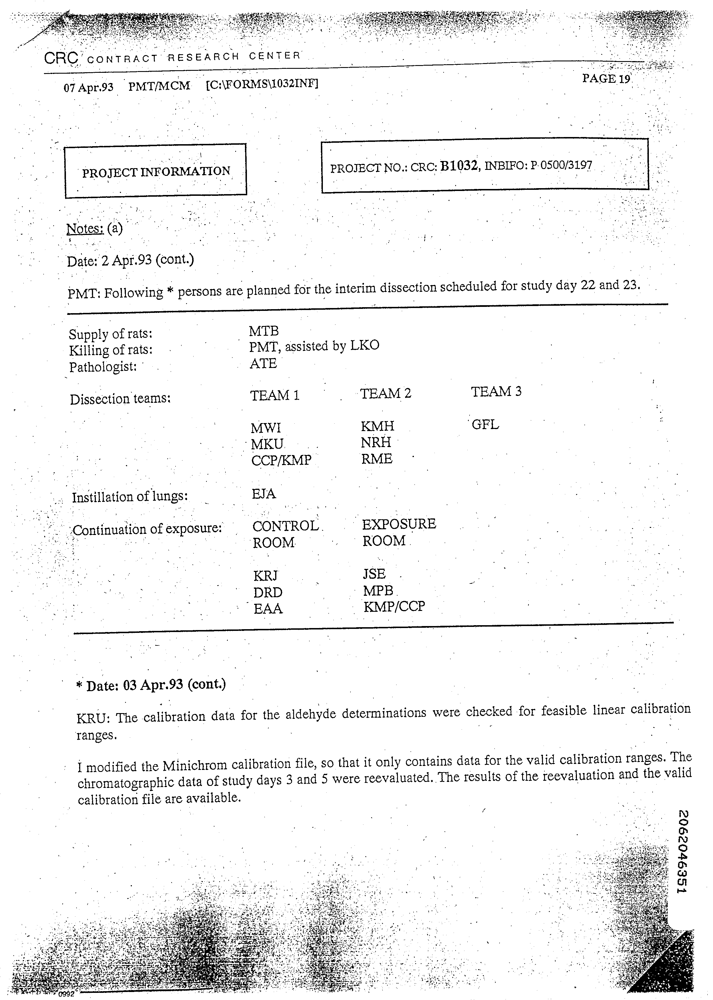 CRC CONTRACT RESEARCH CENTER
07 Apr.93 PMT/MCM [C:\FORMS\1032INF] PAGE 19
PROJECT INFORMATION
PROJECT NO.: CRC: B1032, INBIFO: P 0500/3197
Notes: (a)
Date: 2 Apr.93 (cont.)
PMT: Following * persons are planned for the interim dissection scheduled for study day 22 and 23.
Supply of rats: MTB
Killing of rats: PMT, assisted by LKO
Pathologist: ATE
Dissection teams: TEAM 1 TEAM 2 TEAM 3
MWI KMH GFL
MKU NRH
CCP/KMP RME
Instillation of lungs: EJA
Continuation of exposure: CONTROL EXPOSURE
ROOM ROOM
KRJ JSE
DRD MPB
EAA KMP/CCP
* Date: 03 Apr.93 (cont.)
KRU: The calibration data for the aldehyde determinations were checked for feasible linear calibration
ranges.
I modified the Minichrom calibration file, so that it only contains data for the valid calibration ranges. The
chromatographic data of study days 3 and 5 were reevaluated. The results of the reevaluation and the valid
calibration file are available.
2062046351
0992